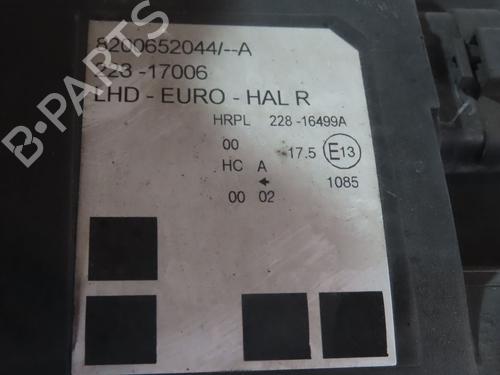 8200652044/--A
223-17006
LHD - EURO - HAL R
HRPL 228-16499A
00 17.5 E13
HC A
← 1085
00 02
B-PARTS